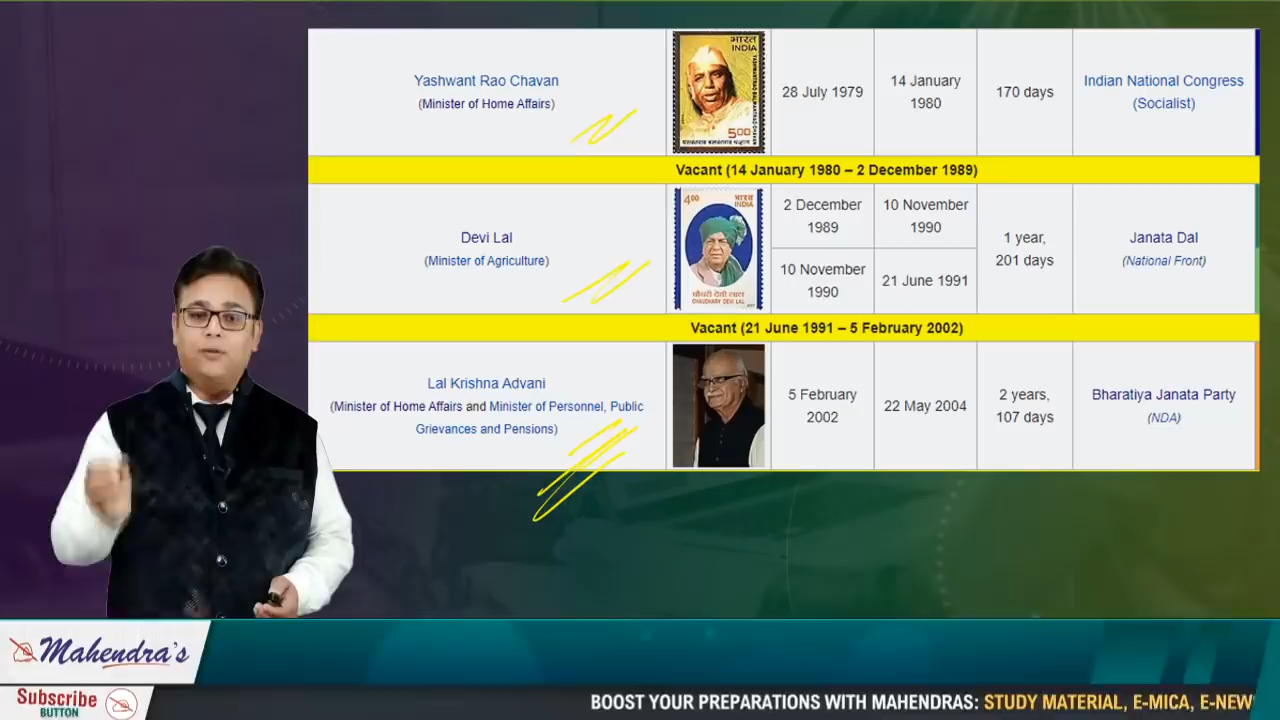 Yashwant Rao Chavan
(Minister of Home Affairs)
भारत
INDIA
5.00
28 July 1979
14 January
1980
170 days
Indian National Congress
(Socialist)
Vacant (14 January 1980 – 2 December 1989)
Devi Lal
(Minister of Agriculture)
4.00
भारत
INDIA
चौधरी देवी लाल
CHAUDHARY DEVI LAL
2 December
1989
10 November
1990
10 November
1990
21 June 1991
1 year,
201 days
Janata Dal
(National Front)
Vacant (21 June 1991 – 5 February 2002)
Lal Krishna Advani
(Minister of Home Affairs and Minister of Personnel, Public
Grievances and Pensions)
5 February
2002
22 May 2004
2 years,
107 days
Bharatiya Janata Party
(NDA)
Mahendra's
Subscribe
BUTTON
BOOST YOUR PREPARATIONS WITH MAHENDRAS: STUDY MATERIAL, E-MICA, E-NEW